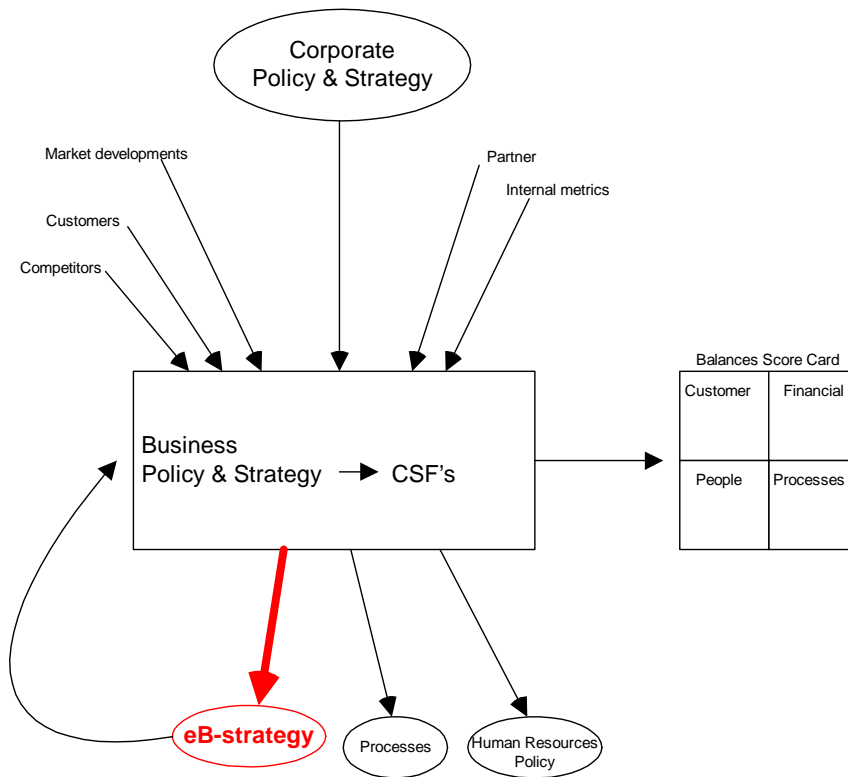 Corporate
Policy & Strategy
Market developments
Partner
Internal metrics
Customers
Competitors
Balances Score Card
Customer
Financial
Business
Policy & Strategy
CSF's
People
Processes
eB-strategy
Processes
Human Resources
Policy